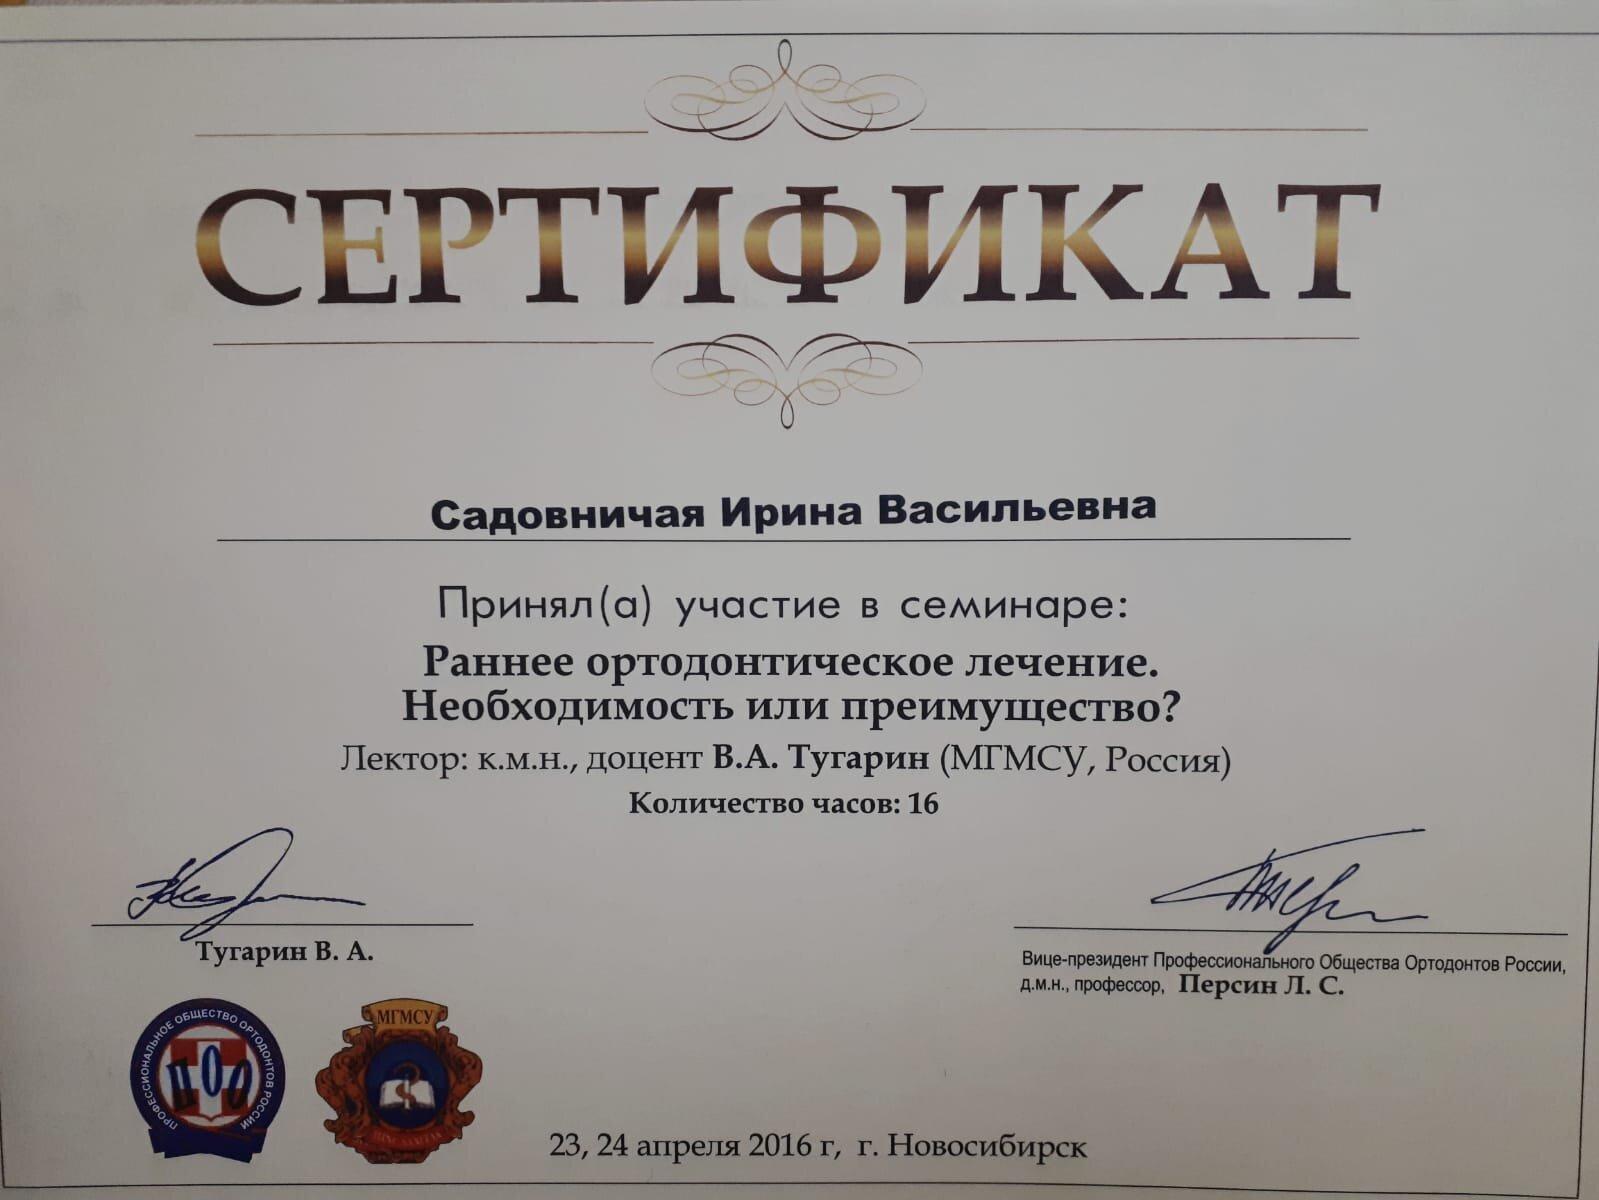 СЕРТИФИКАТ
Садовничая Ирина Васильевна
Принял(а) участие в семинаре:
Раннее ортодонтическое лечение.
Необходимость или преимущество?
Лектор: к.м.н., доцент В.А. Тугарин (МГМСУ, Россия)
Количество часов: 16
Тугарин В. А.
Вице-президент Профессионального Общества Ортодонтов России,
д.м.н., профессор, Персин Л. С.
ПРОФЕССИОНАЛЬНОЕ ОБЩЕСТВО ОРТОДОНТОВ РОССИИ
ПОО
МГМСУ
23, 24 апреля 2016 г, г. Новосибирск